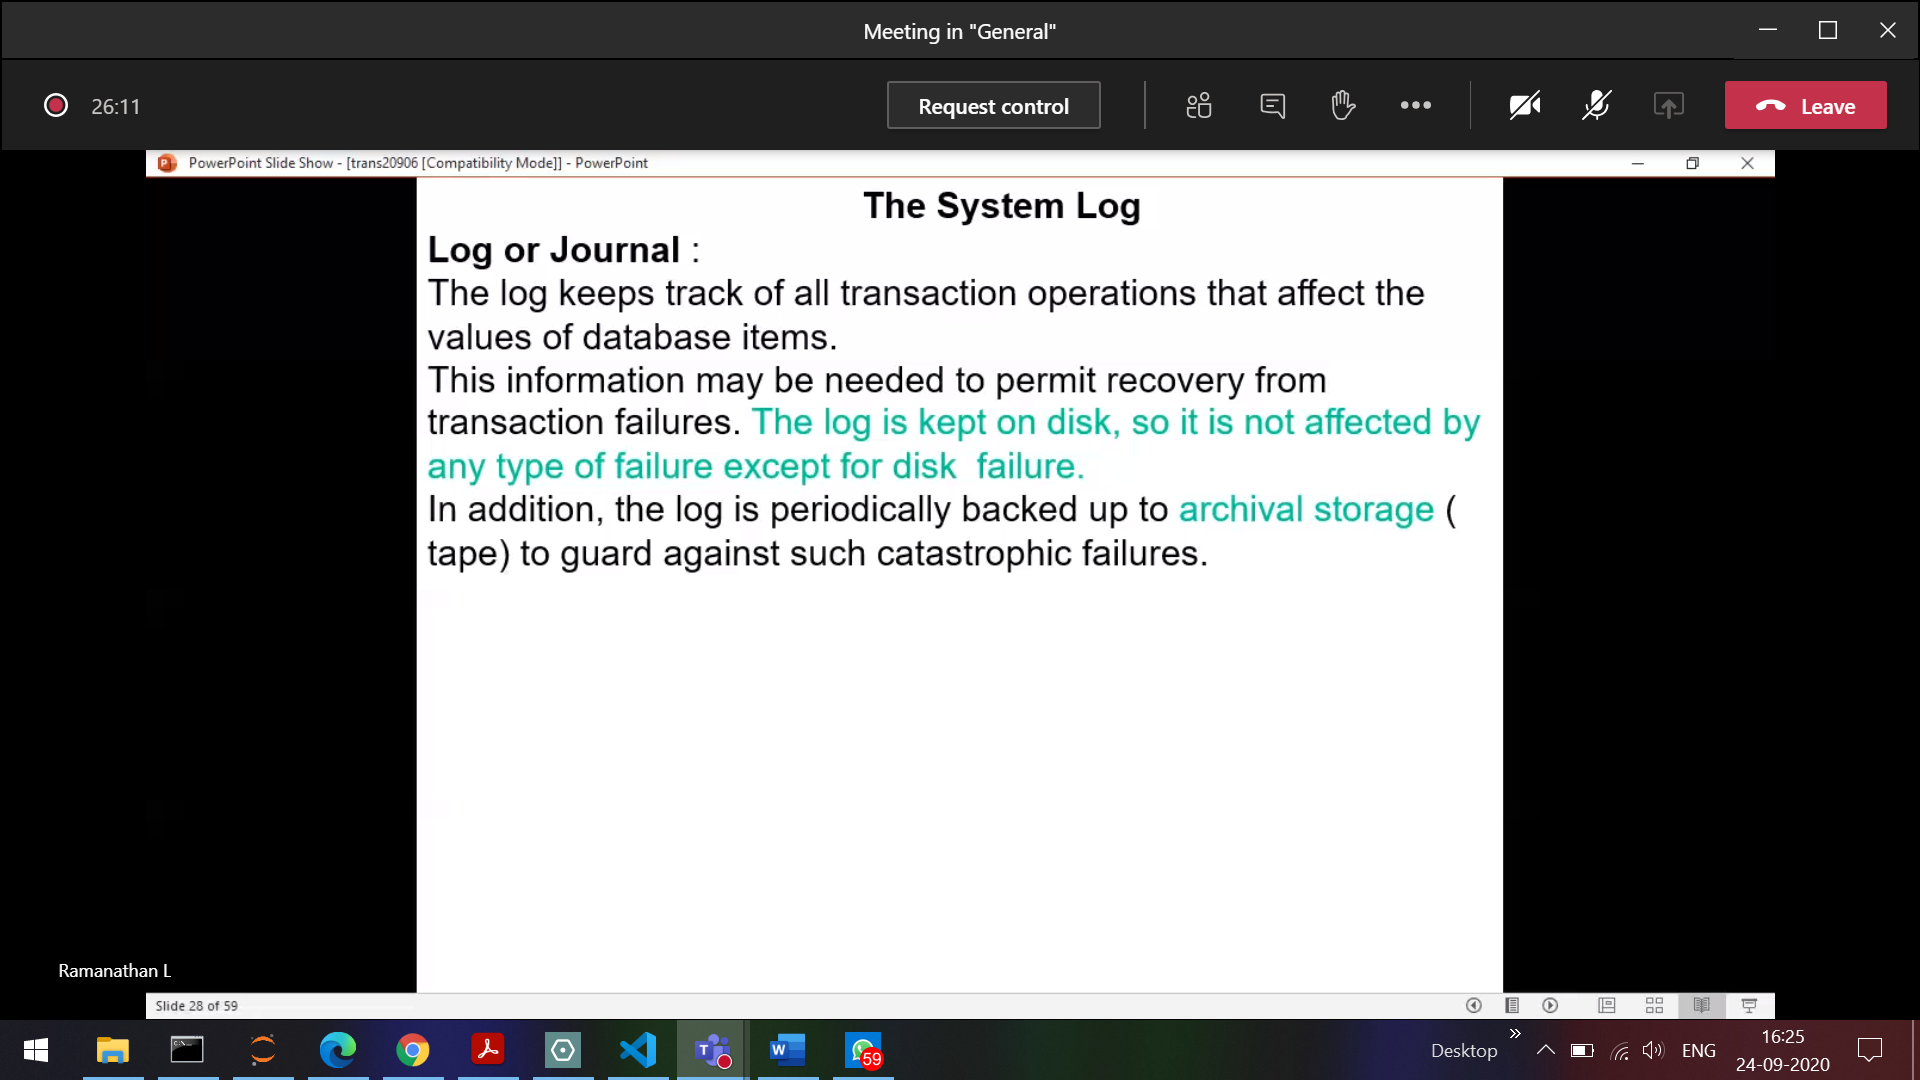 Meeting in "General"
26:11
Request control
Leave
PowerPoint Slide Show - [trans20906 [Compatibility Mode]] - PowerPoint
The System Log
Log or Journal :
The log keeps track of all transaction operations that affect the
values of database items.
This information may be needed to permit recovery from
transaction failures. The log is kept on disk, so it is not affected by
any type of failure except for disk  failure.
In addition, the log is periodically backed up to archival storage (
tape) to guard against such catastrophic failures.
Ramanathan L
Slide 28 of 59
59
Desktop
ENG
16:25
24-09-2020